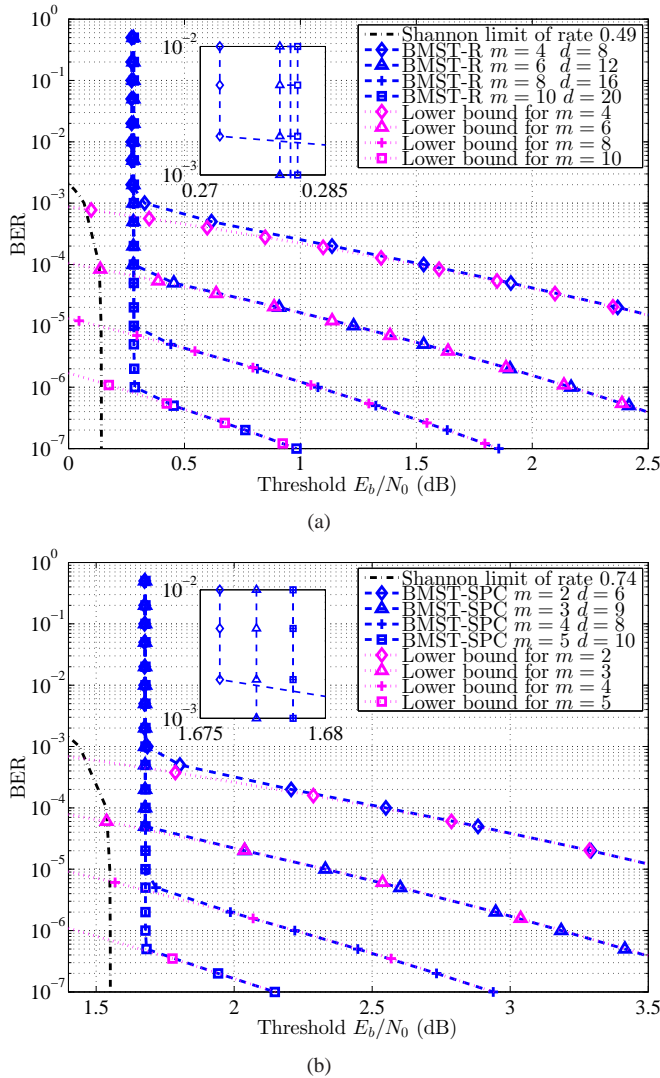 10^0
10^-1
10^-2
10^-3
10^-4
10^-5
10^-6
10^-7
BER
10^-2
10^-3
0.27 0.285
Shannon limit of rate 0.49
BMST-R m = 4 d = 8
BMST-R m = 6 d = 12
BMST-R m = 8 d = 16
BMST-R m = 10 d = 20
Lower bound for m = 4
Lower bound for m = 6
Lower bound for m = 8
Lower bound for m = 10
0 0.5 1 1.5 2 2.5
Threshold E_b/N_0 (dB)
(a)
10^0
10^-1
10^-2
10^-3
10^-4
10^-5
10^-6
10^-7
BER
10^-2
10^-3
1.675 1.68
Shannon limit of rate 0.74
BMST-SPC m = 2 d = 6
BMST-SPC m = 3 d = 9
BMST-SPC m = 4 d = 8
BMST-SPC m = 5 d = 10
Lower bound for m = 2
Lower bound for m = 3
Lower bound for m = 4
Lower bound for m = 5
1.5 2 2.5 3 3.5
Threshold E_b/N_0 (dB)
(b)